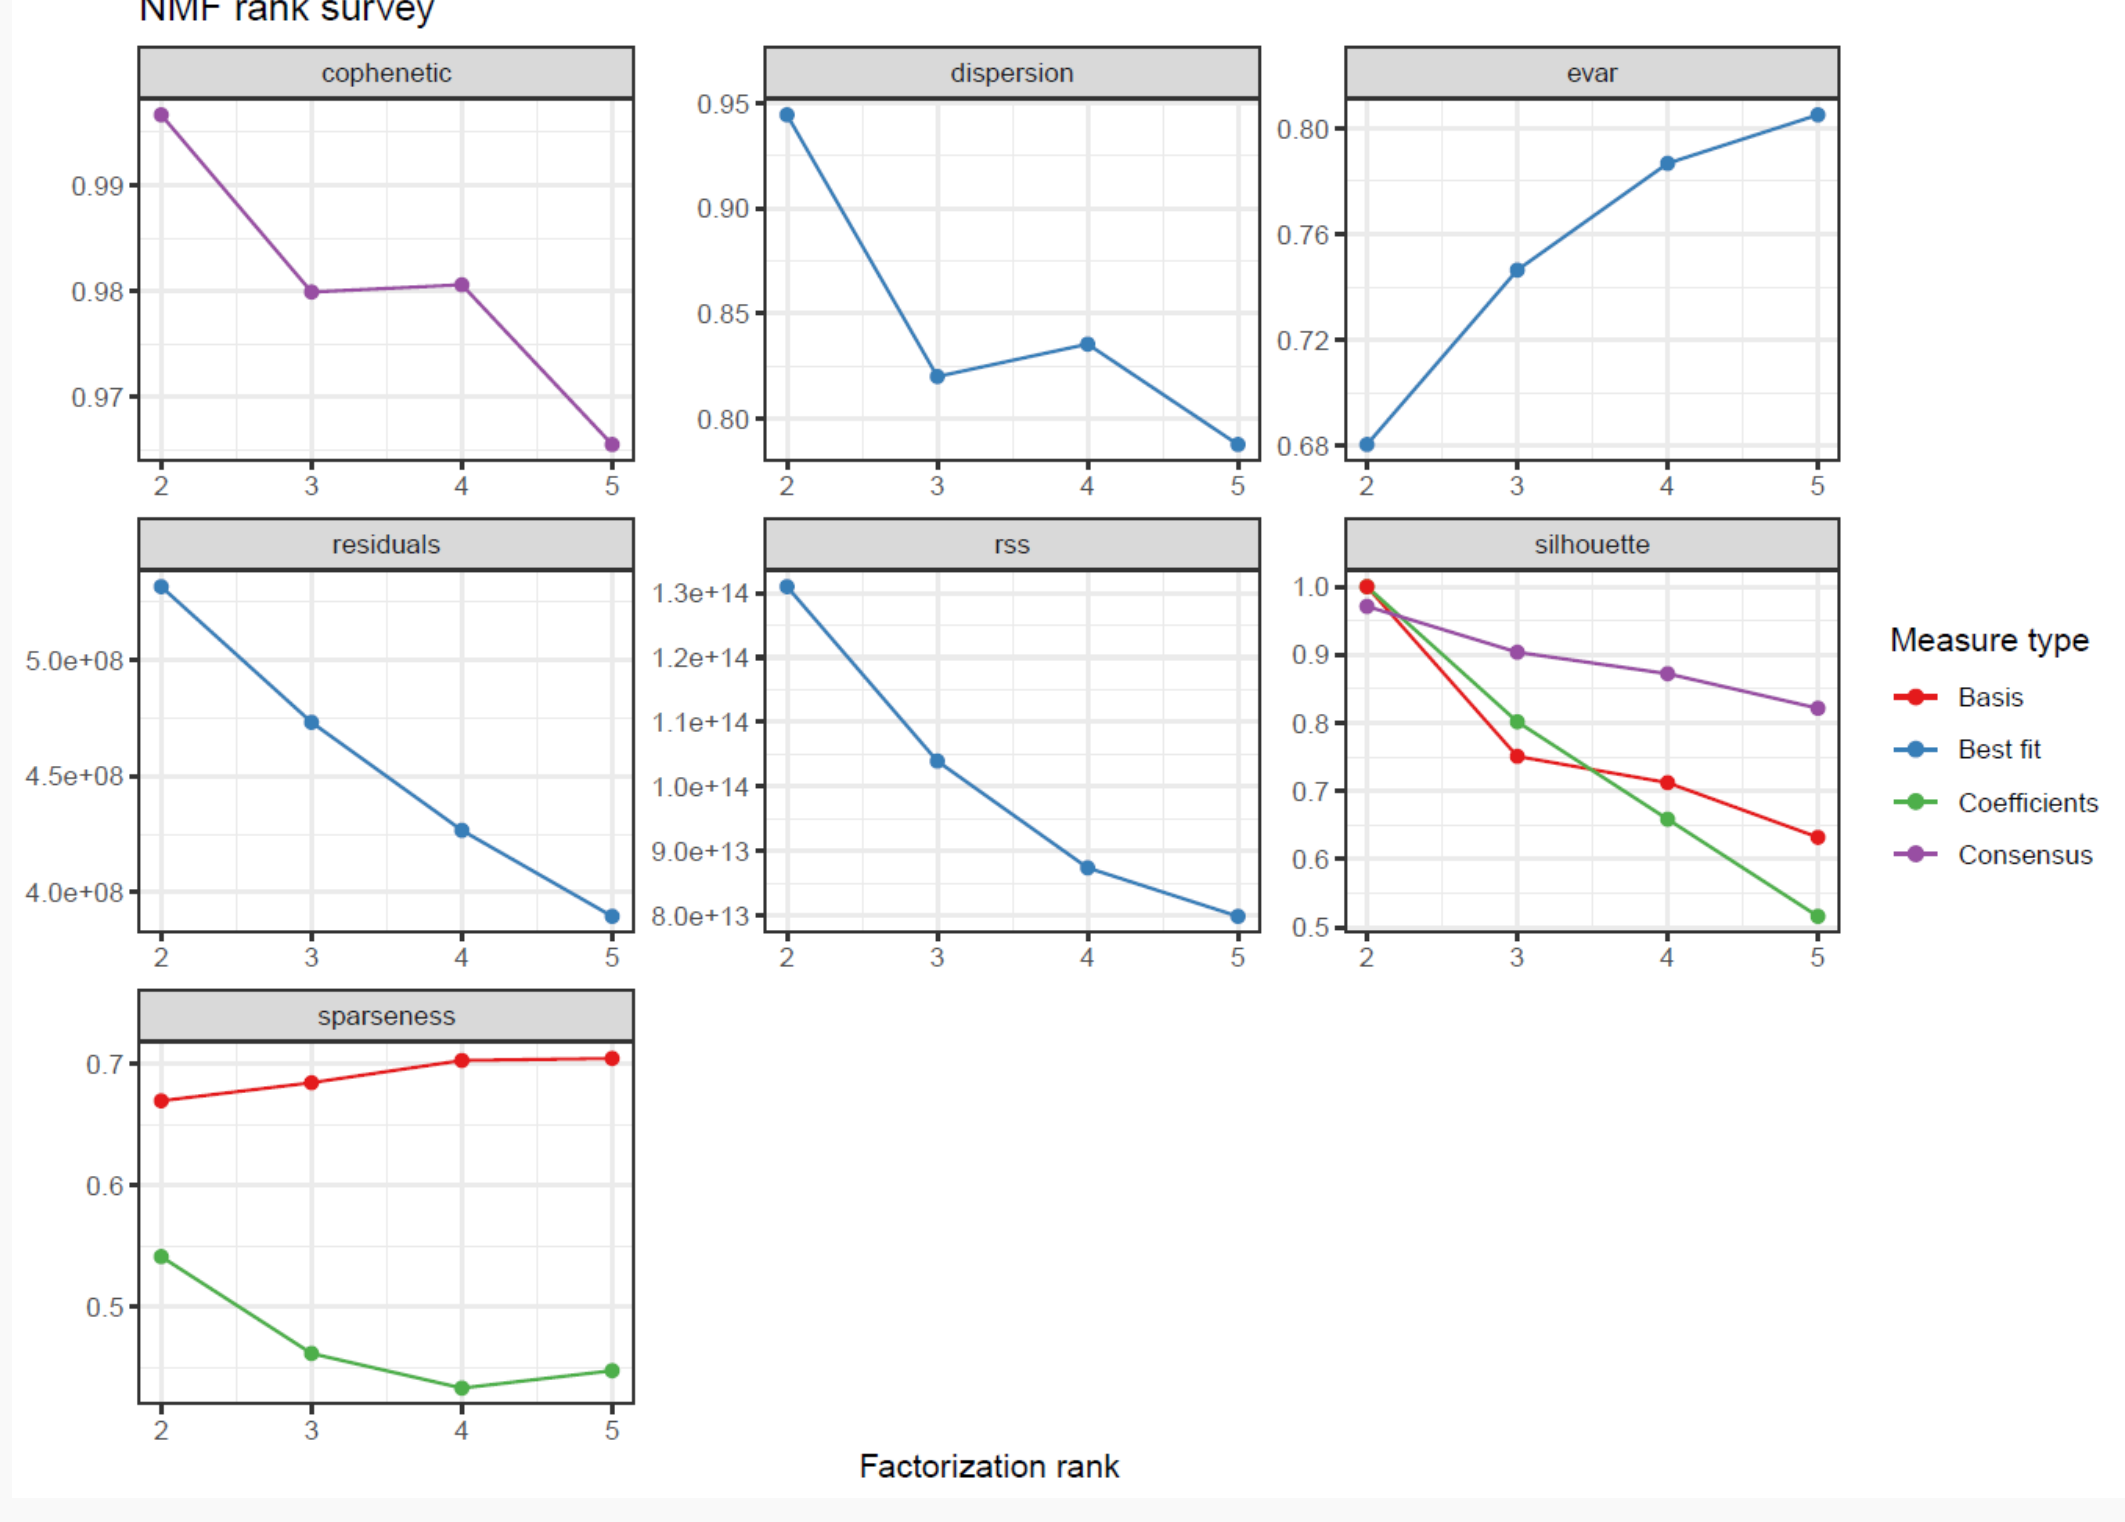 NMF rank survey
cophenetic
dispersion
evar
0.99
0.98
0.97
2 3 4 5
0.95
0.90
0.85
0.80
2 3 4 5
0.80
0.76
0.72
0.68
2 3 4 5
residuals
rss
silhouette
5.0e+08
4.5e+08
4.0e+08
2 3 4 5
1.3e+14
1.2e+14
1.1e+14
1.0e+14
9.0e+13
8.0e+13
2 3 4 5
1.0
0.9
0.8
0.7
0.6
0.5
2 3 4 5
Measure type
Basis
Best fit
Coefficients
Consensus
sparseness
0.7
0.6
0.5
2 3 4 5
Factorization rank